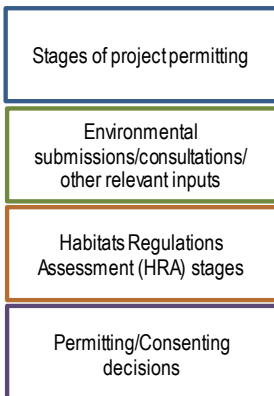 Stages of project permitting
Environmental
submissions/consultations/
other relevant inputs
Habitats Regulations
Assessment (HRA) stages
Permitting/Consenting
decisions